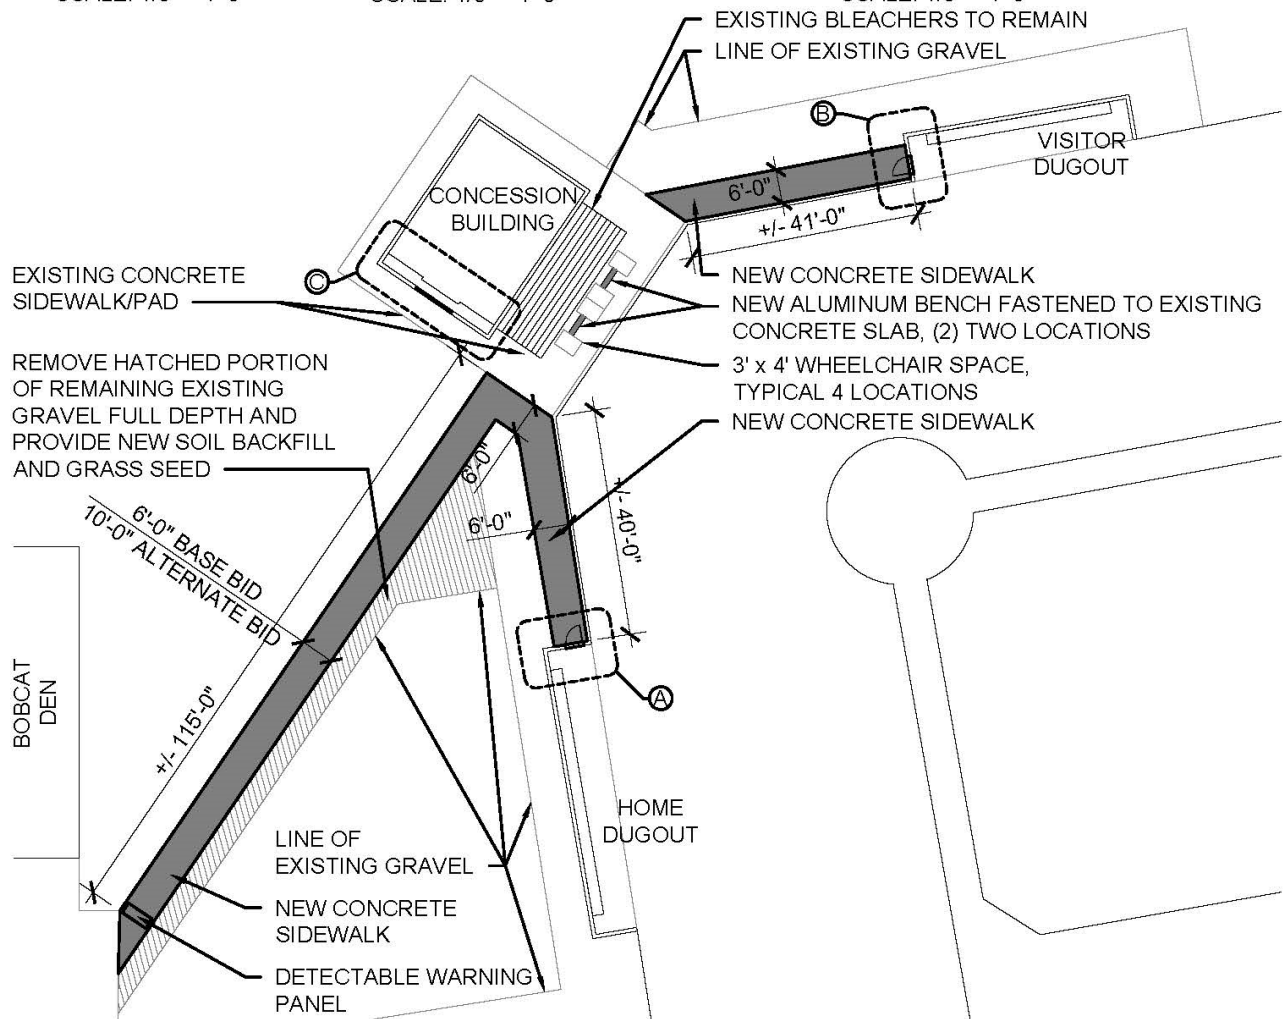 EXISTING BLEACHERS TO REMAIN
LINE OF EXISTING GRAVEL
B
VISITOR
DUGOUT
CONCESSION
BUILDING
6'-0"
+/- 41'-0"
EXISTING CONCRETE
SIDEWALK/PAD
C
NEW CONCRETE SIDEWALK
NEW ALUMINUM BENCH FASTENED TO EXISTING
CONCRETE SLAB, (2) TWO LOCATIONS
REMOVE HATCHED PORTION
OF REMAINING EXISTING
GRAVEL FULL DEPTH AND
PROVIDE NEW SOIL BACKFILL
AND GRASS SEED
3' x 4' WHEELCHAIR SPACE,
TYPICAL 4 LOCATIONS
NEW CONCRETE SIDEWALK
6'-0"
6'-0"
+/- 40'-0"
6'-0" BASE BID
10'-0" ALTERNATE BID
BOBCAT
DEN
+/- 115'-0"
A
HOME
DUGOUT
LINE OF
EXISTING GRAVEL
NEW CONCRETE
SIDEWALK
DETECTABLE WARNING
PANEL